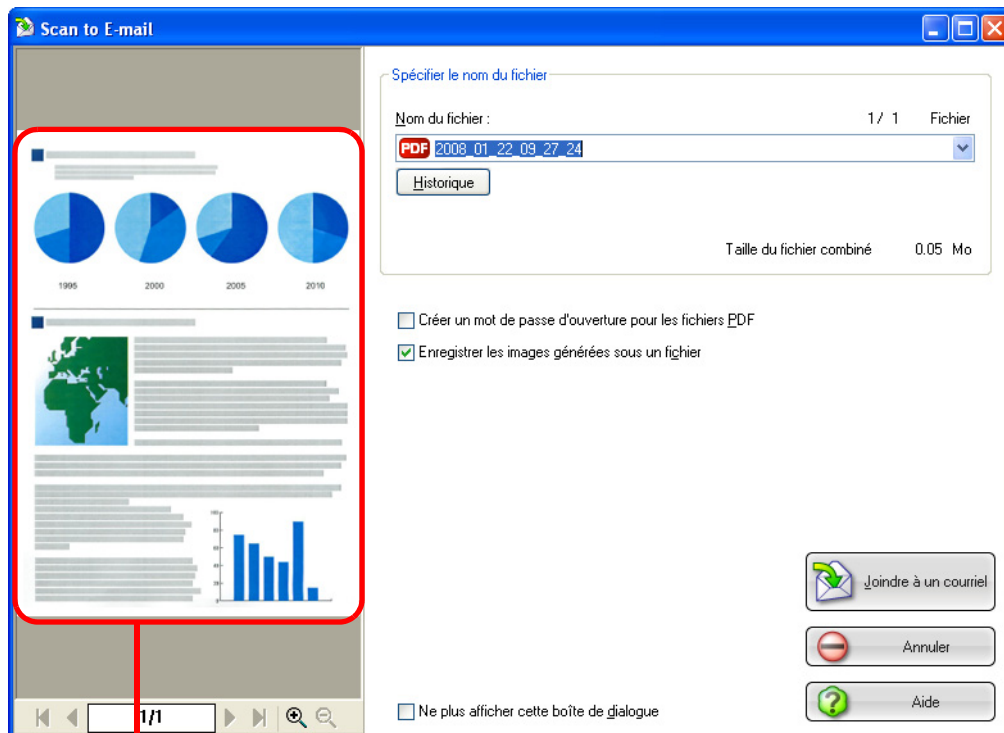 Scan to E-mail
Spécifier le nom du fichier
Nom du fichier :
1/ 1 Fichier
PDF 2008_01_22_09_27_24
Historique
Taille du fichier combiné 0.05 Mo
1995 2000 2005 2010
Créer un mot de passe d'ouverture pour les fichiers PDF
Enregistrer les images générées sous un fichier
Joindre à un courriel
Annuler
Aide
1/1
Ne plus afficher cette boîte de dialogue